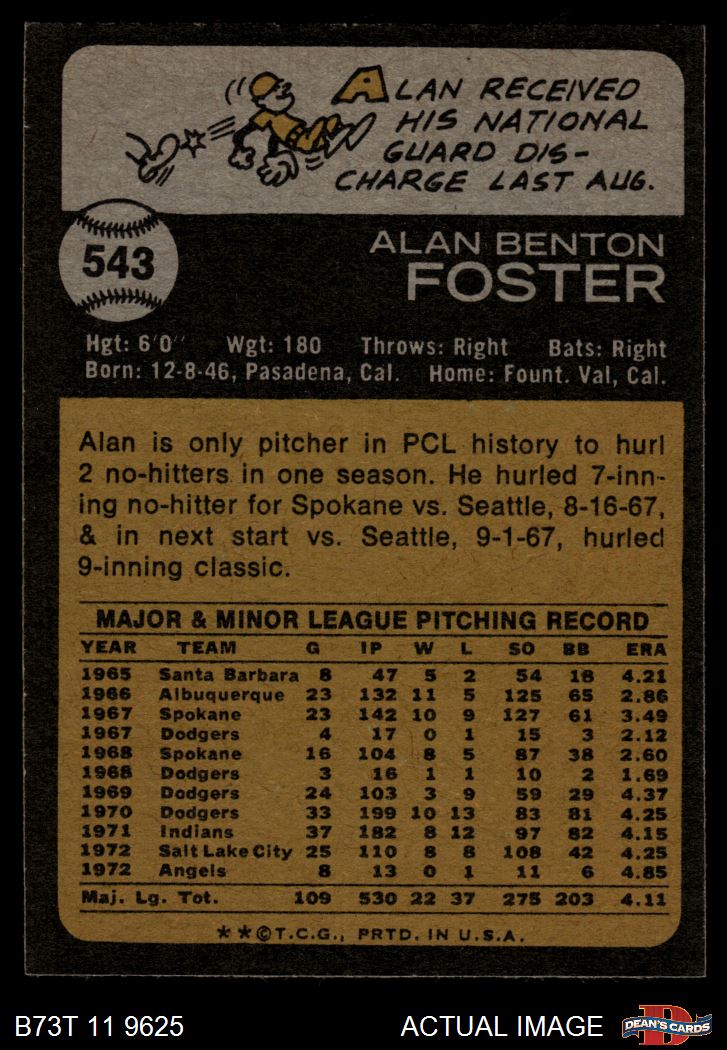 ALAN RECEIVED
HIS NATIONAL
GUARD DIS-
CHARGE LAST AUG.
543
ALAN BENTON
FOSTER
Hgt: 6'0" Wgt: 180 Throws: Right Bats: Right
Born: 12-8-46, Pasadena, Cal. Home: Fount. Val, Cal.
Alan is only pitcher in PCL history to hurl
2 no-hitters in one season. He hurled 7-inn-
ing no-hitter for Spokane vs. Seattle, 8-16-67,
& in next start vs. Seattle, 9-1-67, hurled
9-inning classic.
MAJOR & MINOR LEAGUE PITCHING RECORD
YEAR TEAM G IP W L SO BB ERA
1965 Santa Barbara 8 47 5 2 54 18 4.21
1966 Albuquerque 23 132 11 5 125 65 2.86
1967 Spokane 23 142 10 9 127 61 3.49
1967 Dodgers 4 17 0 1 15 3 2.12
1968 Spokane 16 104 8 5 87 38 2.60
1968 Dodgers 3 16 1 1 10 2 1.69
1969 Dodgers 24 103 3 9 59 29 4.37
1970 Dodgers 33 199 10 13 83 81 4.25
1971 Indians 37 182 8 12 97 82 4.15
1972 Salt Lake City 25 110 8 8 108 42 4.25
1972 Angels 8 13 0 1 11 6 4.85
Maj. Lg. Tot. 109 530 22 37 275 203 4.11
**©T.C.G., PRTD. IN U.S.A.
B73T 11 9625 ACTUAL IMAGE DEAN'S CARDS